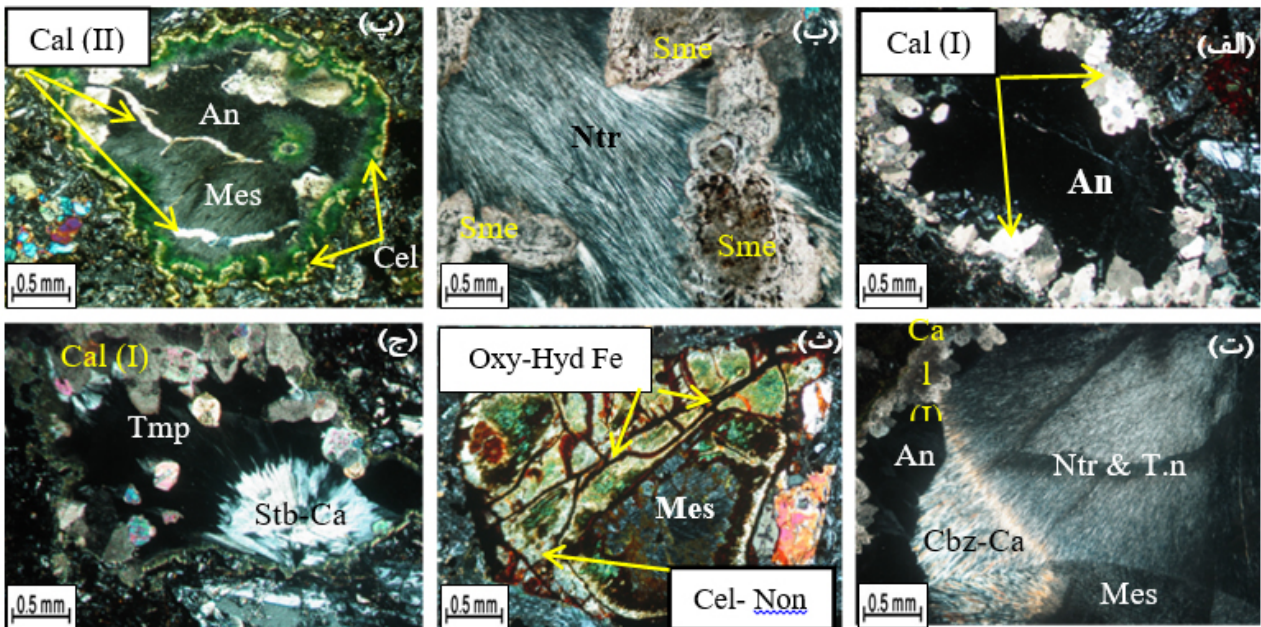 Cal (II)
(پ)
An
Mes
Cel
0.5 mm
Sme
(ب)
Ntr
Sme
Sme
0.5 mm
Cal (I)
(الف)
An
0.5 mm
Cal (I)
(ج)
Tmp
Stb-Ca
0.5 mm
Oxy-Hyd Fe
(ث)
Mes
Cel- Non
0.5 mm
Ca
l
(I)
(ت)
An
Ntr & T.n
Cbz-Ca
Mes
0.5 mm